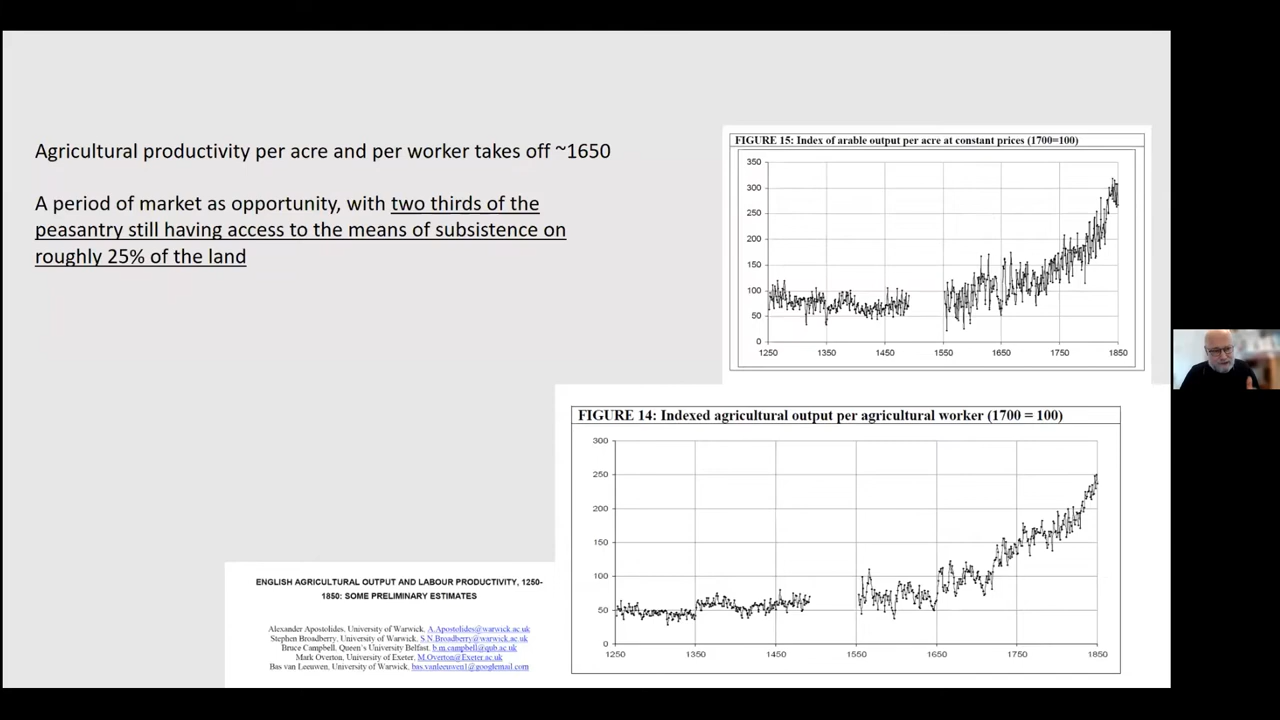 Agricultural productivity per acre and per worker takes off ~1650
A period of market as opportunity, with two thirds of the
peasantry still having access to the means of subsistence on
roughly 25% of the land
FIGURE 15: Index of arable output per acre at constant prices (1700=100)
350
300
250
200
150
100
50
0
1250 1350 1450 1550 1650 1750 1850
FIGURE 14: Indexed agricultural output per agricultural worker (1700 = 100)
300
250
200
150
100
50
0
1250 1350 1450 1550 1650 1750 1850
ENGLISH AGRICULTURAL OUTPUT AND LABOUR PRODUCTIVITY, 1250-
1850: SOME PRELIMINARY ESTIMATES
Alexander Apostolides, University of Warwick, A.Apostolides@warwick.ac.uk
Stephen Broadberry, University of Warwick, S.N.Broadberry@warwick.ac.uk
Bruce Campbell, Queen's University Belfast, b.m.campbell@qub.ac.uk
Mark Overton, University of Exeter, M.Overton@Exeter.ac.uk
Bas van Leeuwen, University of Warwick, bas.vanleeuwen1@googlemail.com